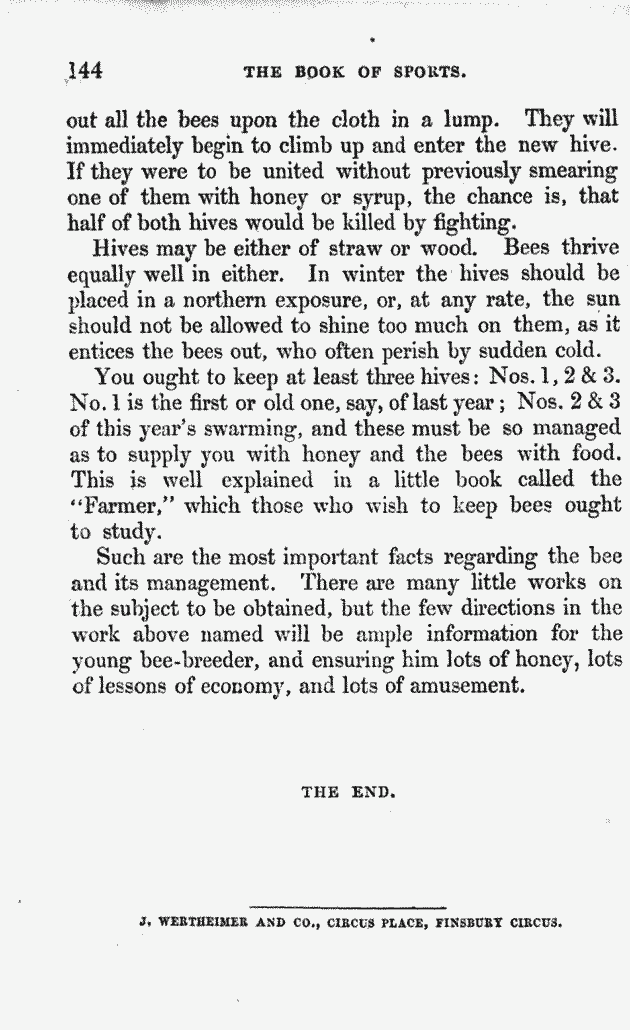 144 THE BOOK OF SPORTS.
out all the bees upon the cloth in a lump. They will
immediately begin to climb up and enter the new hive.
If they were to be united without previously smearing
one of them with honey or syrup, the chance is, that
half of both hives would be killed by fighting.
Hives may be either of straw or wood. Bees thrive
equally well in either. In winter the hives should be
placed in a northern exposure, or, at any rate, the sun
should not be allowed to shine too much on them, as it
entices the bees out, who often perish by sudden cold.
You ought to keep at least three hives: Nos. 1, 2 & 3.
No. 1 is the first or old one, say, of last year; Nos. 2 & 3
of this year's swarming, and these must be so managed
as to supply you with honey and the bees with food.
This is well explained in a little book called the
"Farmer," which those who wish to keep bees ought
to study.
Such are the most important facts regarding the bee
and its management. There are many little works on
the subject to be obtained, but the few directions in the
work above named will be ample information for the
young bee-breeder, and ensuring him lots of honey, lots
of lessons of economy, and lots of amusement.
THE END.
J. WERTHEIMER AND CO., CIRCUS PLACE, FINSBURY CIRCUS.